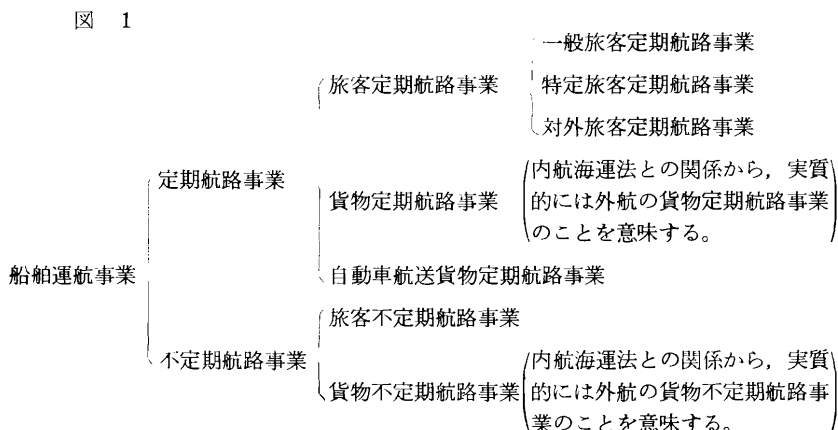 図 1
一般旅客定期航路事業
旅客定期航路事業
特定旅客定期航路事業
対外旅客定期航路事業
定期航路事業
貨物定期航路事業
内航海運法との関係から，実質
的には外航の貨物定期航路事業
のことを意味する。
自動車航送貨物定期航路事業
船舶運航事業
旅客不定期航路事業
不定期航路事業
貨物不定期航路事業
内航海運法との関係から，実質
的には外航の貨物不定期航路事
業のことを意味する。